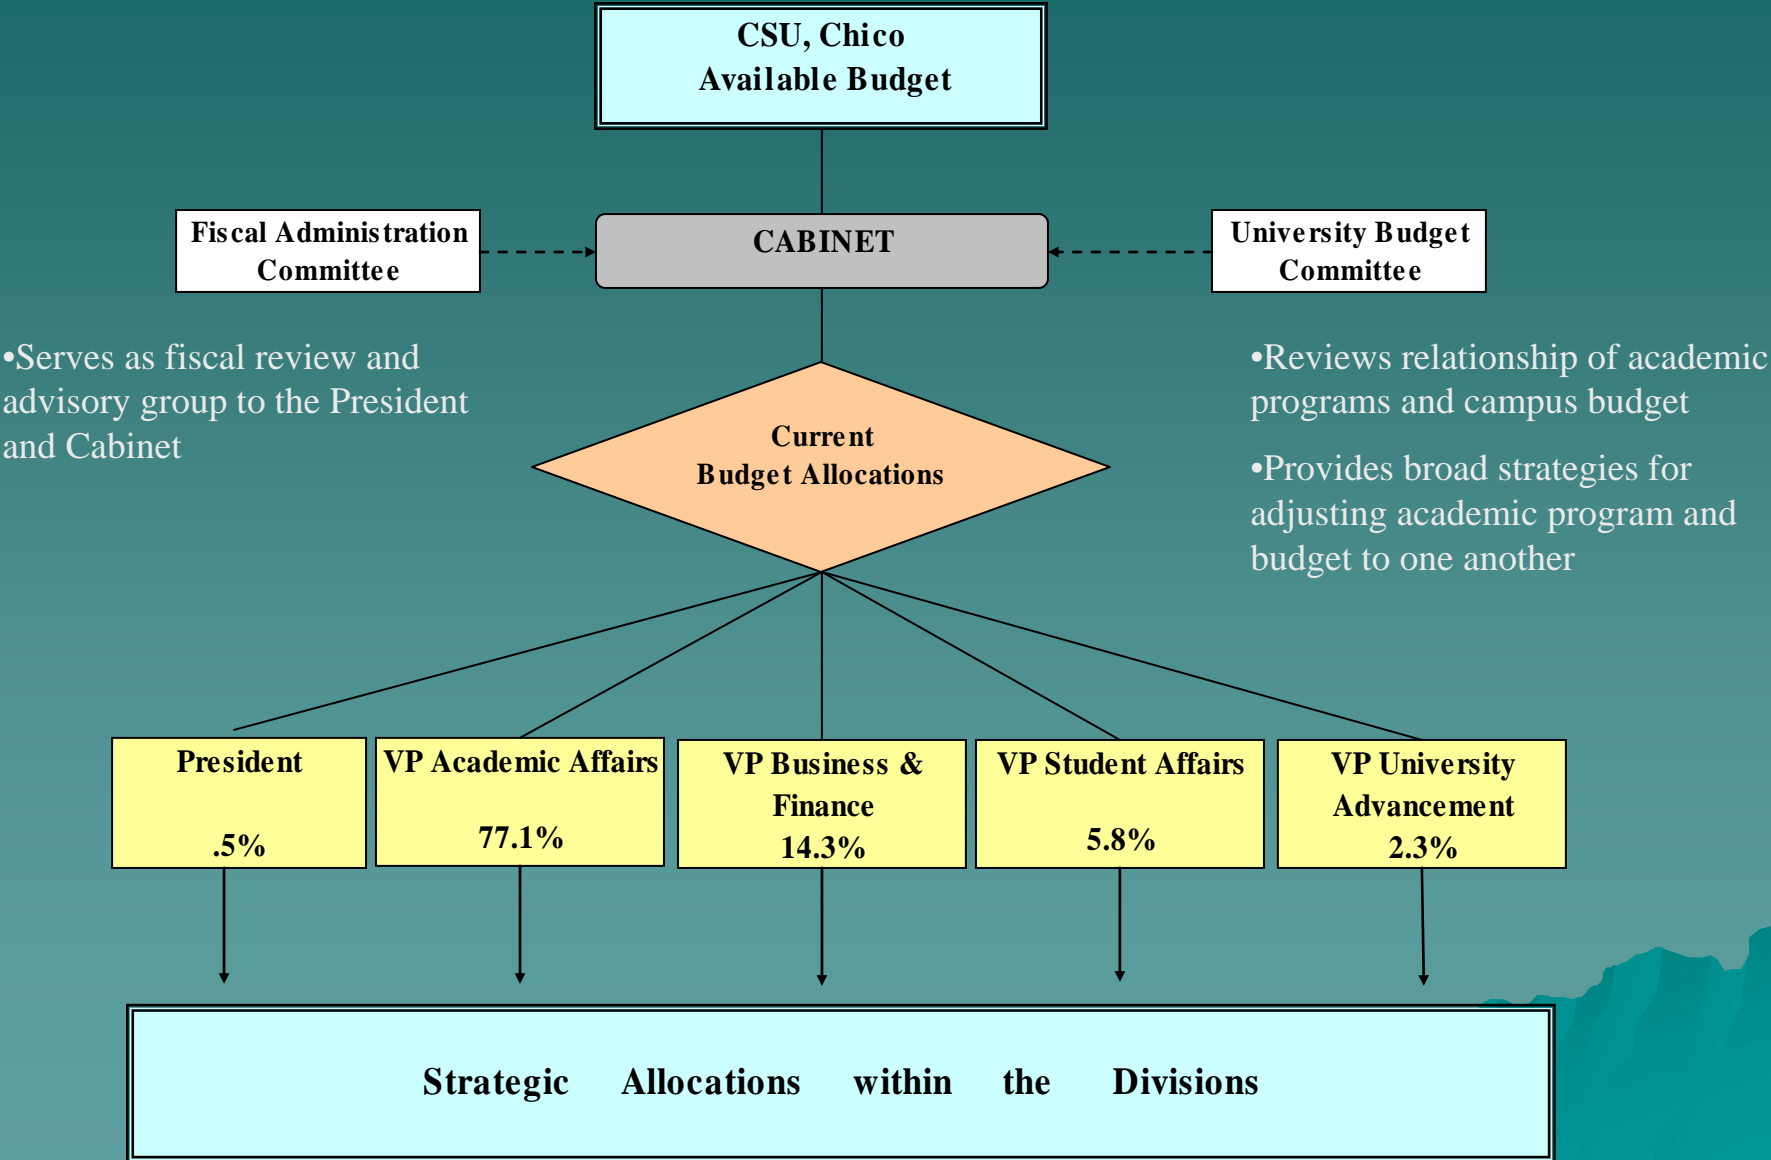 CSU, Chico
Available Budget
Fiscal Administration
Committee
CABINET
University Budget
Committee
•Serves as fiscal review and
advisory group to the President
and Cabinet
•Reviews relationship of academic
programs and campus budget
•Provides broad strategies for
adjusting academic program and
budget to one another
Current
Budget Allocations
President
.5%
VP Academic Affairs
77.1%
VP Business &
Finance
14.3%
VP Student Affairs
5.8%
VP University
Advancement
2.3%
Strategic Allocations within the Divisions